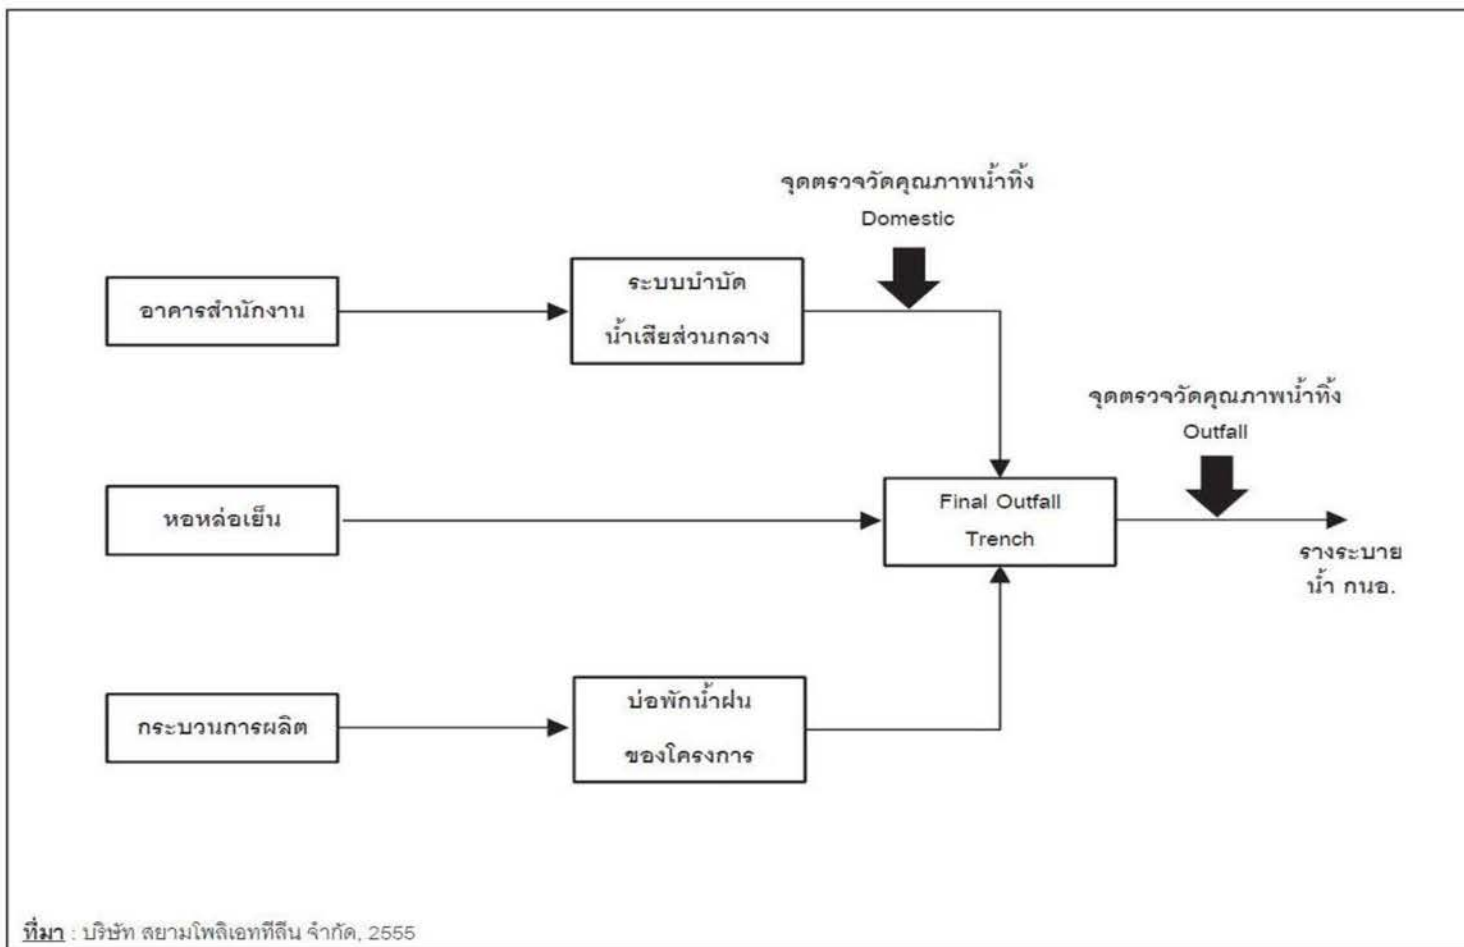 จุดตรวจวัดคุณภาพน้ำทิ้ง
Domestic
อาคารสำนักงาน
ระบบบำบัด
น้ำเสียส่วนกลาง
จุดตรวจวัดคุณภาพน้ำทิ้ง
Outfall
หอหล่อเย็น
Final Outfall
Trench
รางระบาย
น้ำ กนอ.
กระบวนการผลิต
บ่อพักน้ำฝน
ของโครงการ
ที่มา : บริษัท สยามโพลิเอททีลีน จำกัด, 2555